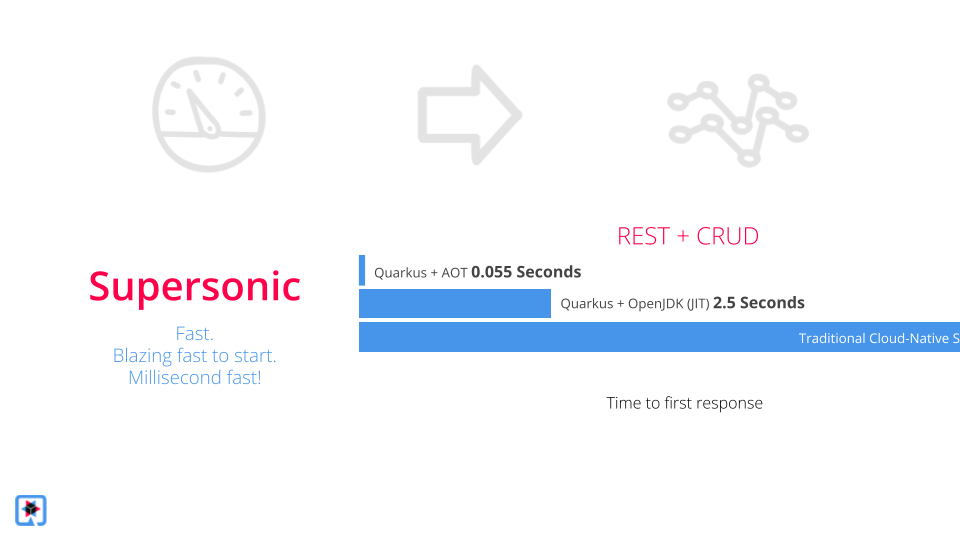 REST + CRUD
Supersonic
Fast.
Blazing fast to start.
Millisecond fast!
Quarkus + AOT 0.055 Seconds
Quarkus + OpenJDK (JIT) 2.5 Seconds
Traditional Cloud-Native S
Time to first response